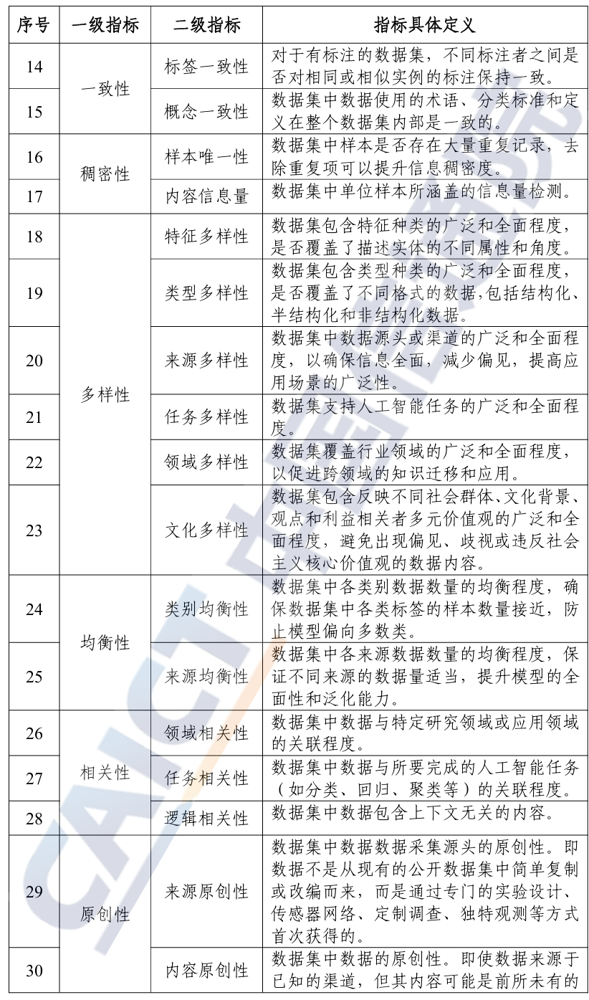 序号 一级指标 二级指标 指标具体定义
14 一致性 标签一致性 对于有标注的数据集，不同标注者之间是
否对相同或相似实例的标注保持一致。
15 概念一致性 数据集中数据使用的术语、分类标准和定
义在整个数据集内部是一致的。
16 稠密性 样本唯一性 数据集中样本是否存在大量重复记录，去
除重复项可以提升信息稠密度。
17 内容信息量 数据集中单位样本所涵盖的信息量检测。
18 多样性 特征多样性 数据集包含特征种类的广泛和全面程度，
是否覆盖了描述实体的不同属性和角度。
19 类型多样性 数据集包含类型种类的广泛和全面程度，
是否覆盖了不同格式的数据，包括结构化、
半结构化和非结构化数据。
20 来源多样性 数据集中数据源头或渠道的广泛和全面程
度，以确保信息全面，减少偏见，提高应
用场景的广泛性。
21 任务多样性 数据集支持人工智能任务的广泛和全面程
度。
22 领域多样性 数据集覆盖行业领域的广泛和全面程度，
以促进跨领域的知识迁移和应用。
23 文化多样性 数据集包含反映不同社会群体、文化背景、
观点和利益相关者多元价值观的广泛和全
面程度，避免出现偏见、歧视或违反社会
主义核心价值观的数据内容。
24 均衡性 类别均衡性 数据集中各类别数据数量的均衡程度，确
保数据集中各类标签的样本数量接近，防
止模型偏向多数类。
25 来源均衡性 数据集中各来源数据数量的均衡程度，保
证不同来源的数据量适当，提升模型的全
面性和泛化能力。
26 相关性 领域相关性 数据集中数据与特定研究领域或应用领域
的关联程度。
27 任务相关性 数据集中数据与所要完成的人工智能任务
（如分类、回归、聚类等）的关联程度。
28 逻辑相关性 数据集中数据包含上下文无关的内容。
29 原创性 来源原创性 数据集中数据数据采集源头的原创性。即
数据不是从现有的公开数据集中简单复制
或改编而来，而是通过专门的实验设计、
传感器网络、定制调查、独特观测等方式
首次获得的。
30 内容原创性 数据集中数据的原创性。即使数据来源于
已知的渠道，但其内容可能是前所未有的
CAICT 中国信通院